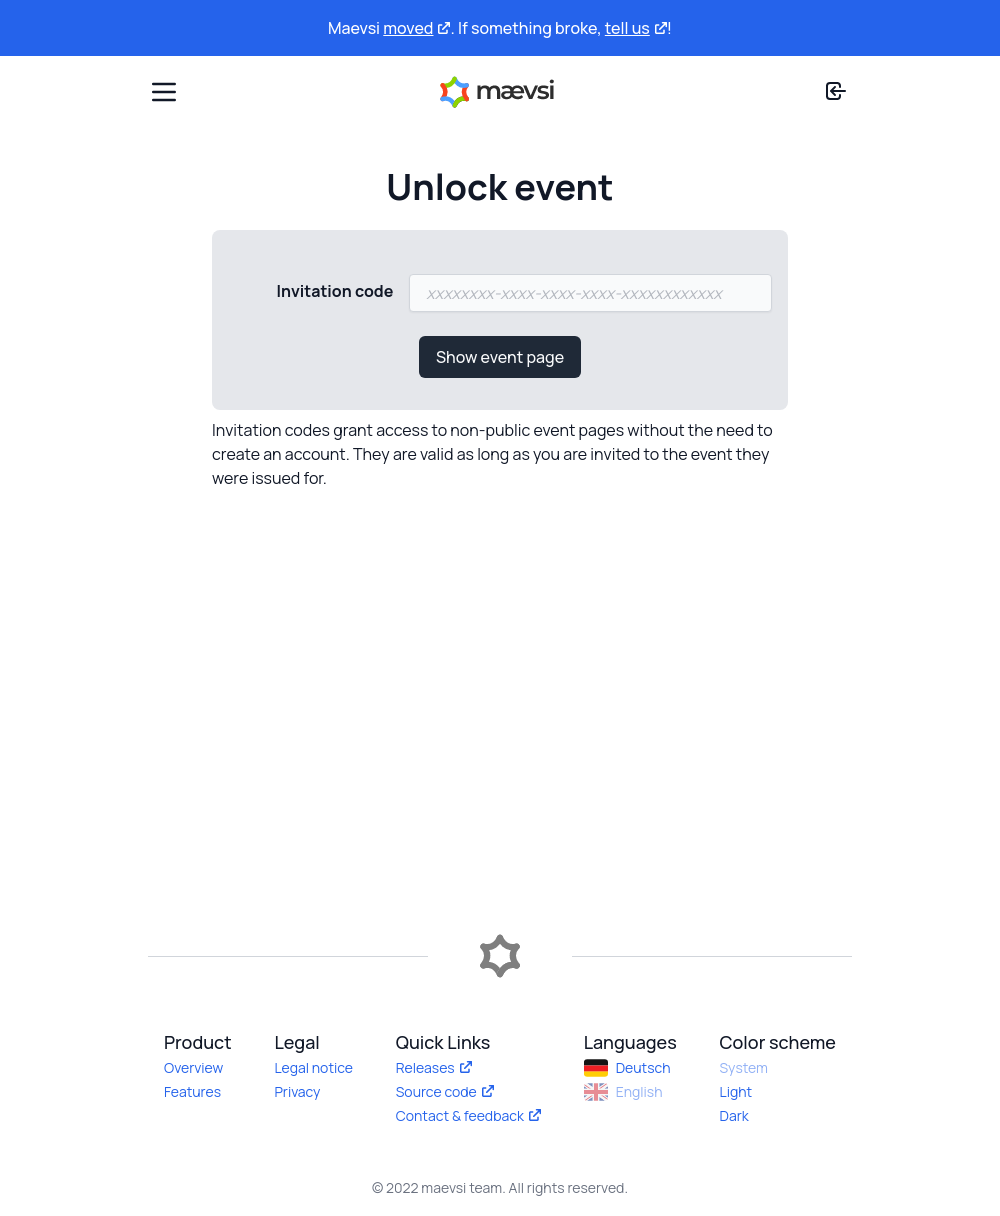 Maevsi moved. If something broke, tell us!
mævsi
Unlock event
Invitation code
xxxxxxxx-xxxx-xxxx-xxxx-xxxxxxxxxxxx
Show event page
Invitation codes grant access to non-public event pages without the need to
create an account. They are valid as long as you are invited to the event they
were issued for.
Product
Overview
Features
Legal
Legal notice
Privacy
Quick Links
Releases
Source code
Contact & feedback
Languages
Deutsch
English
Color scheme
System
Light
Dark
© 2022 maevsi team. All rights reserved.